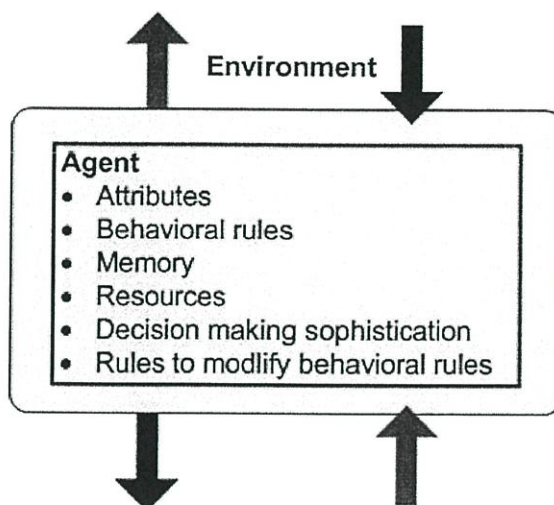 Environment
Agent
• Attributes
• Behavioral rules
• Memory
• Resources
• Decision making sophistication
• Rules to modlify behavioral rules